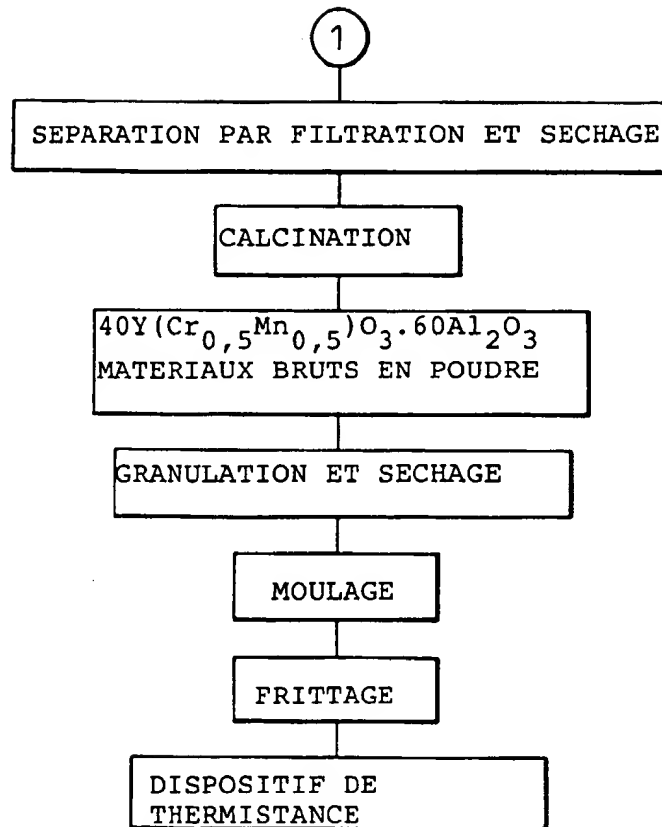 1
SEPARATION PAR FILTRATION ET SECHAGE
CALCINATION
40Y(Cr0,5Mn0,5)O3.60Al2O3
MATERIAUX BRUTS EN POUDRE
GRANULATION ET SECHAGE
MOULAGE
FRITTAGE
DISPOSITIF DE
THERMISTANCE